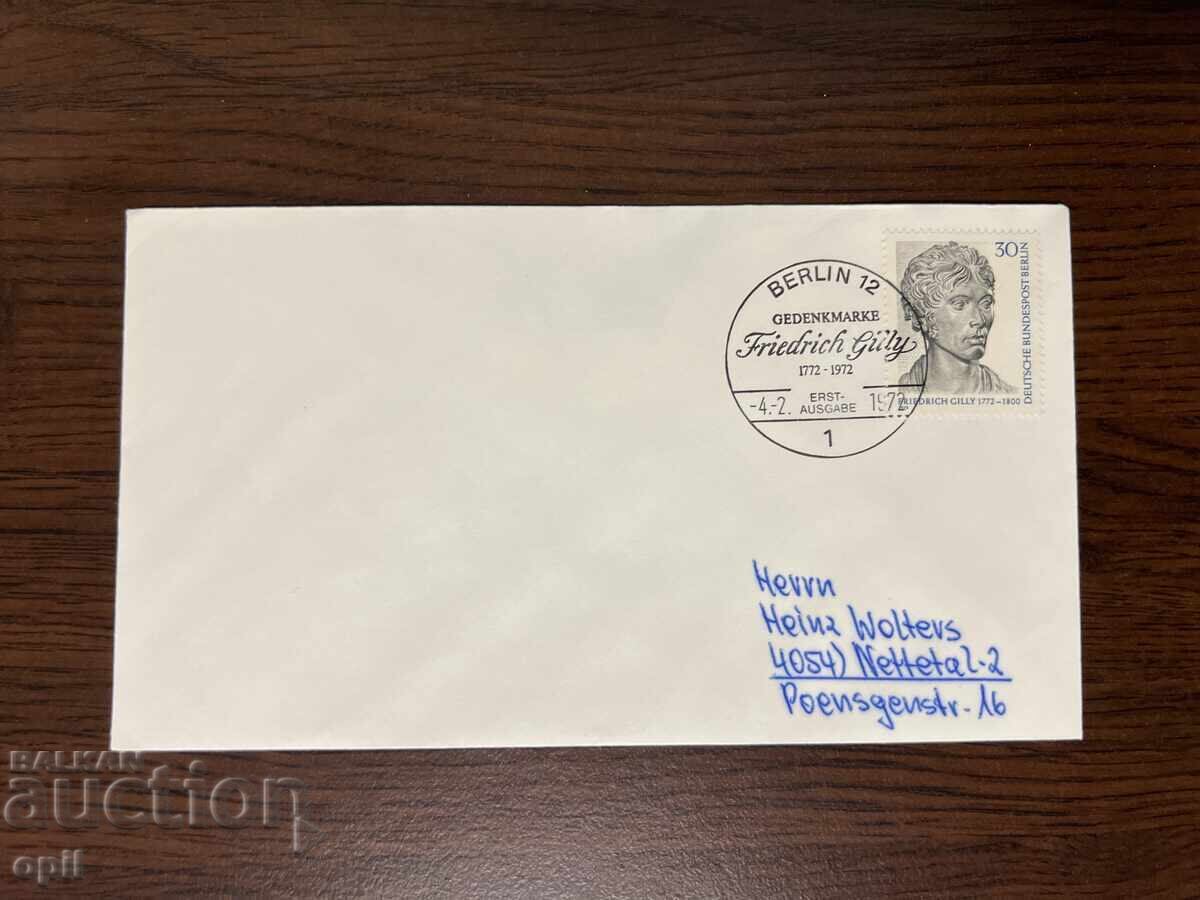 BERLIN 12
GEDENKMARKE
Friedrich Gilly
1772 - 1972
-4.-2. ERST-AUSGABE 1972
1
30
DEUTSCHE BUNDESPOST BERLIN
FRIEDRICH GILLY 1772–1800
Herrn
Heinz Wolters
4054) Nettetal-2
Poensgenstr. 16
BALKAN
auction
opil